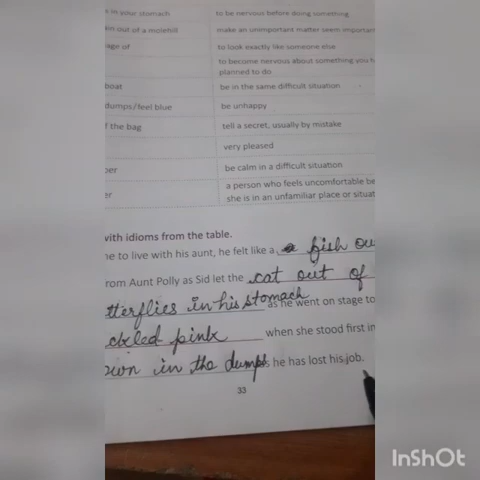 in your stomach to be nervous before doing something
out of a molehill make an unimportant matter seem important
age of to look exactly like someone else
to become nervous about something you
planned to do
boat be in the same difficult situation
dumps/feel blue be unhappy
f the bag tell a secret, usually by mistake
very pleased
er be calm in a difficult situation
er a person who feels uncomfortable be
she is in an unfamiliar place or situat
with idioms from the table.
e to live with his aunt, he felt like a fish ou
rom Aunt Polly as Sid let the cat out of
tterflies in his stomach as he went on stage to
ckled pink when she stood first in
own in the dumps he has lost his job.
33
InShOt